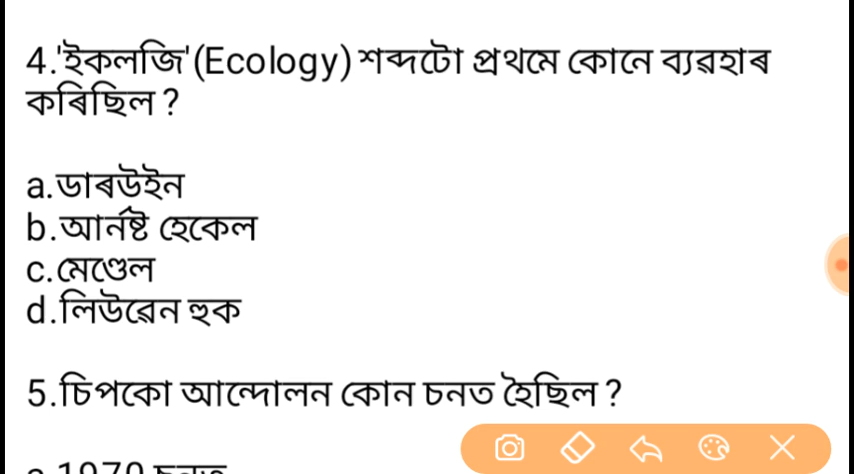 4.'ইকলজি'(Ecology) শব্দটো প্ৰথমে কোনে ব্যৱহাৰ
কৰিছিল ?
a.ডাৰউইন
b.আৰ্নষ্ট হেকেল
c.মেণ্ডেল
d.লিউৱেন হুক
5.চিপকো আন্দোলন কোন চনত হৈছিল ?